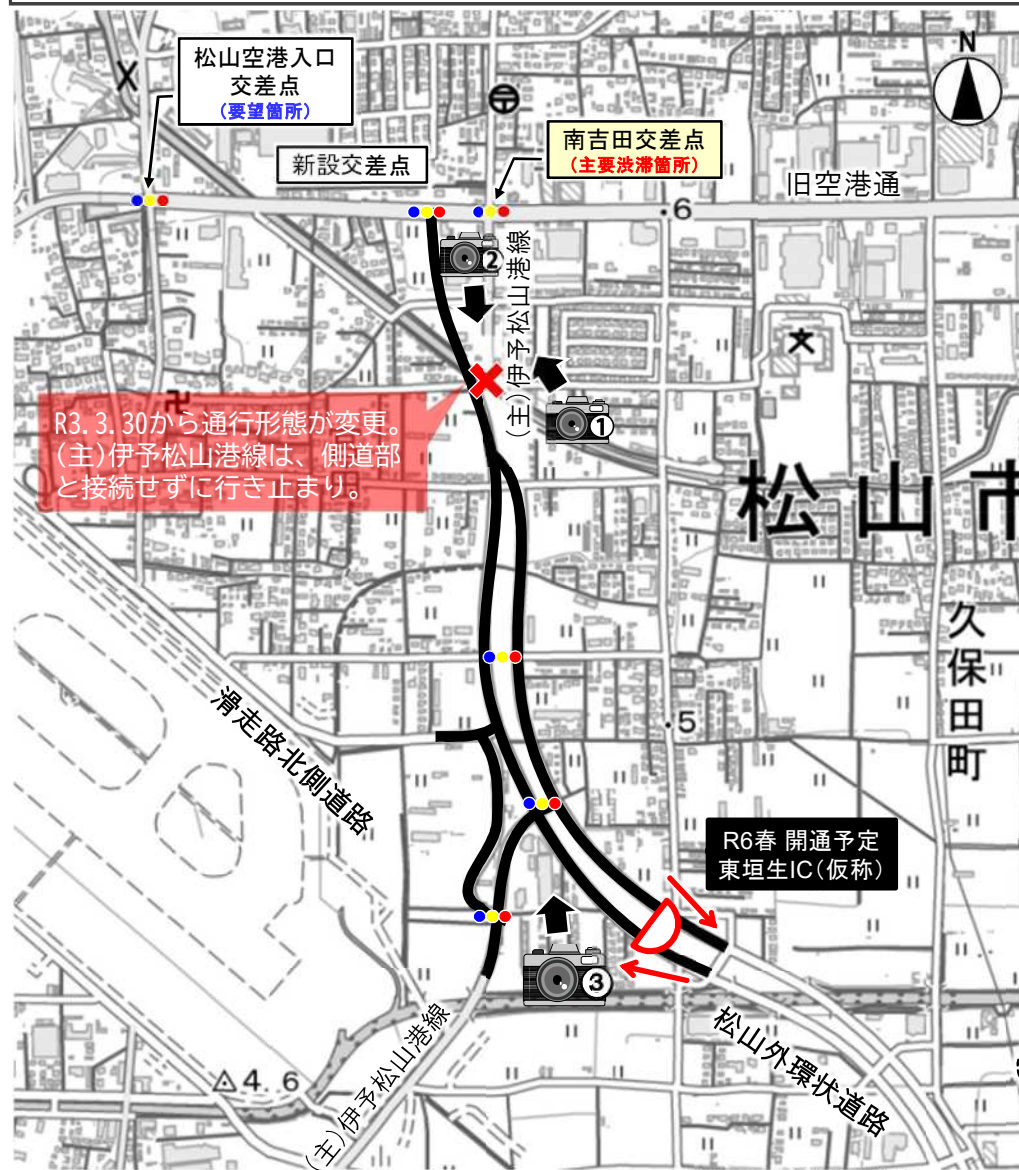 松山空港入口
交差点
（要望箇所）
N
新設交差点
南吉田交差点
（主要渋滞箇所）
旧空港通
.6
②
(主)伊予松山港線
①
R3.3.30から通行形態が変更。
(主)伊予松山港線は、側道部
と接続せずに行き止まり。
松山市
久保田町
滑走路北側道路
.5
R6春 開通予定
東垣生IC（仮称）
③
松山外環状道路
4.6
(主)伊予松山港線